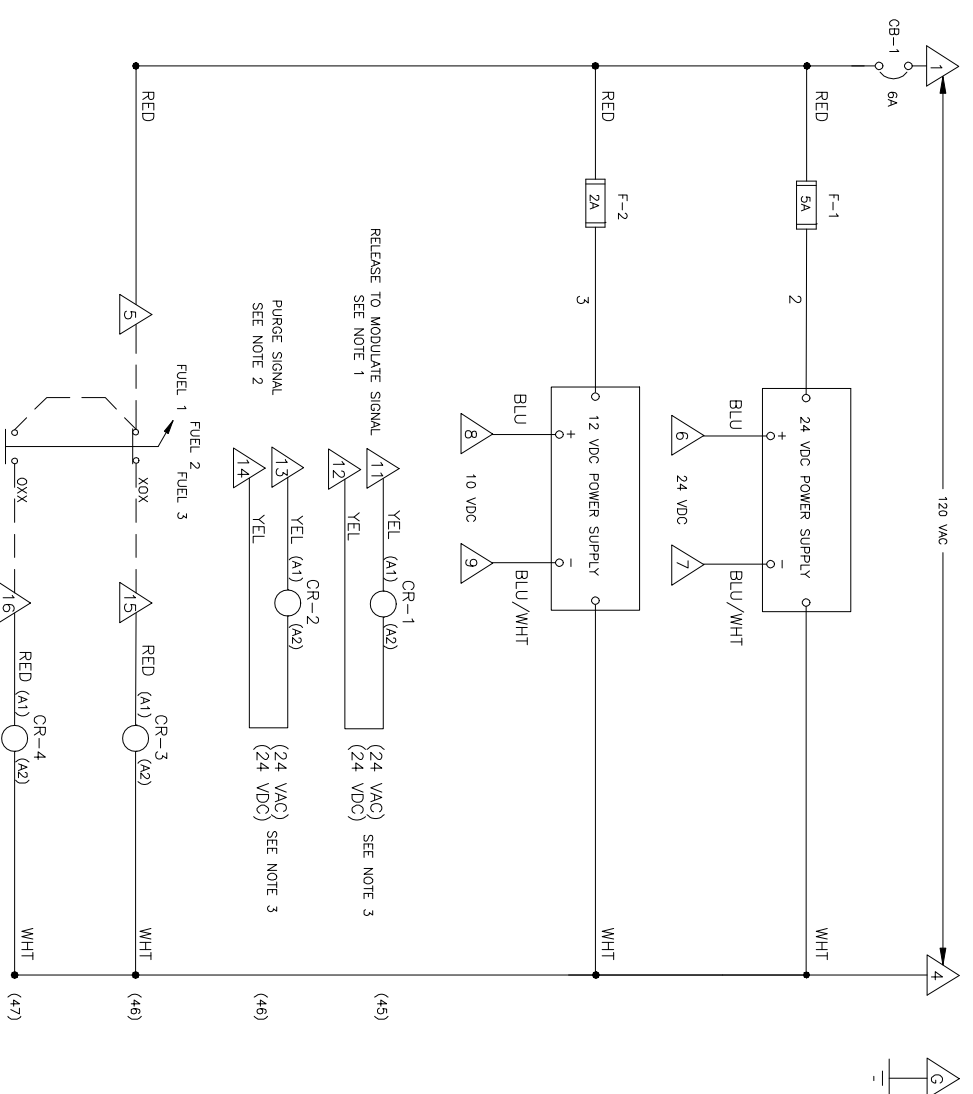 1
120 VAC
4
G
CB-1
6A
RED
F-1
5A
2
24 VDC POWER SUPPLY
+
-
BLU
BLU/WHT
6
24 VDC
7
WHT
RED
F-2
2A
3
12 VDC POWER SUPPLY
+
-
BLU
BLU/WHT
8
10 VDC
9
WHT
RELEASE TO MODULATE SIGNAL
SEE NOTE 1
11
YEL
(A1)
CR-1
(A2)
12
YEL
(24 VAC)
(24 VDC)
SEE NOTE 3
(45)
PURGE SIGNAL
SEE NOTE 2
13
YEL
(A1)
CR-2
(A2)
14
YEL
(24 VAC)
(24 VDC)
SEE NOTE 3
(46)
FUEL 1
FUEL 2
FUEL 3
RED
5
XOX
15
RED
(A1)
CR-3
(A2)
WHT
(46)
OXX
16
RED
(A1)
CR-4
(A2)
WHT
(47)